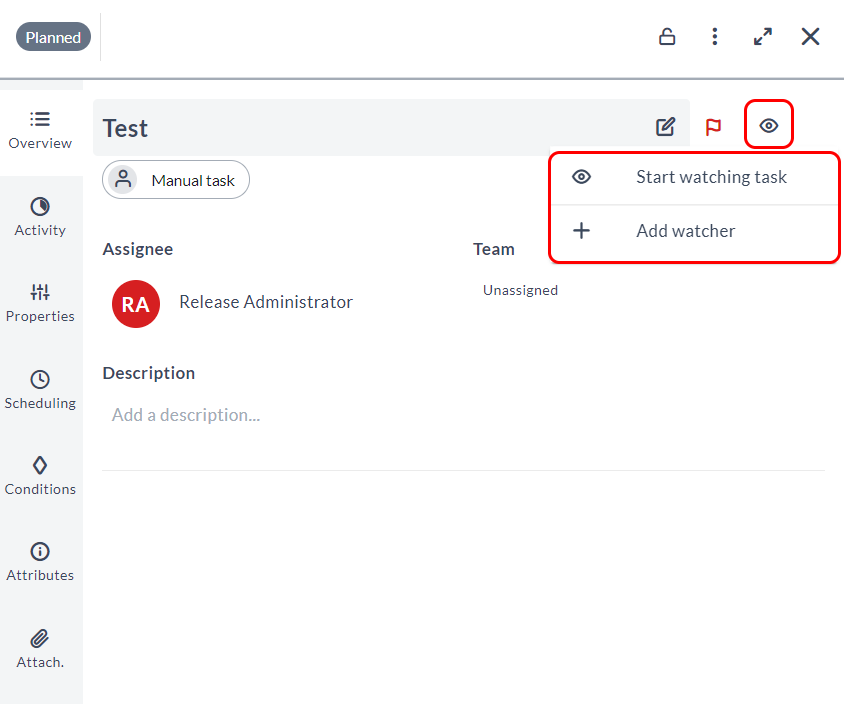 Planned
Overview
Test
Start watching task
Manual task
Activity
Add watcher
Assignee
Team
RA
Release Administrator
Unassigned
Properties
Description
Scheduling
Add a description...
Conditions
Attributes
Attach.